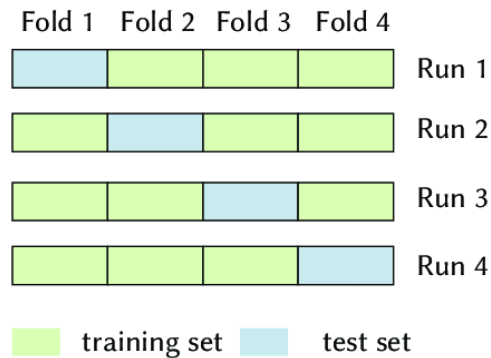 Fold 1 Fold 2 Fold 3 Fold 4
Run 1
Run 2
Run 3
Run 4
training set test set